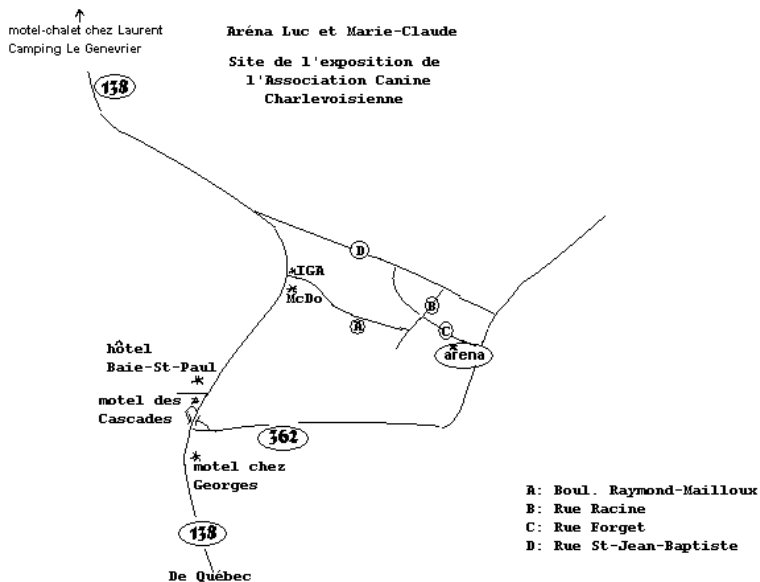 motel-chalet chez Laurent
Camping Le Genevrier
Aréna Luc et Marie-Claude
Site de l'exposition de
l'Association Canine
Charlevoisienne
138
D
IGA
McDo
B
A
C
arena
hôtel
Baie-St-Paul
motel des
Cascades
362
motel chez
Georges
138
De Québec
A: Boul. Raymond-Mailloux
B: Rue Racine
C: Rue Forget
D: Rue St-Jean-Baptiste